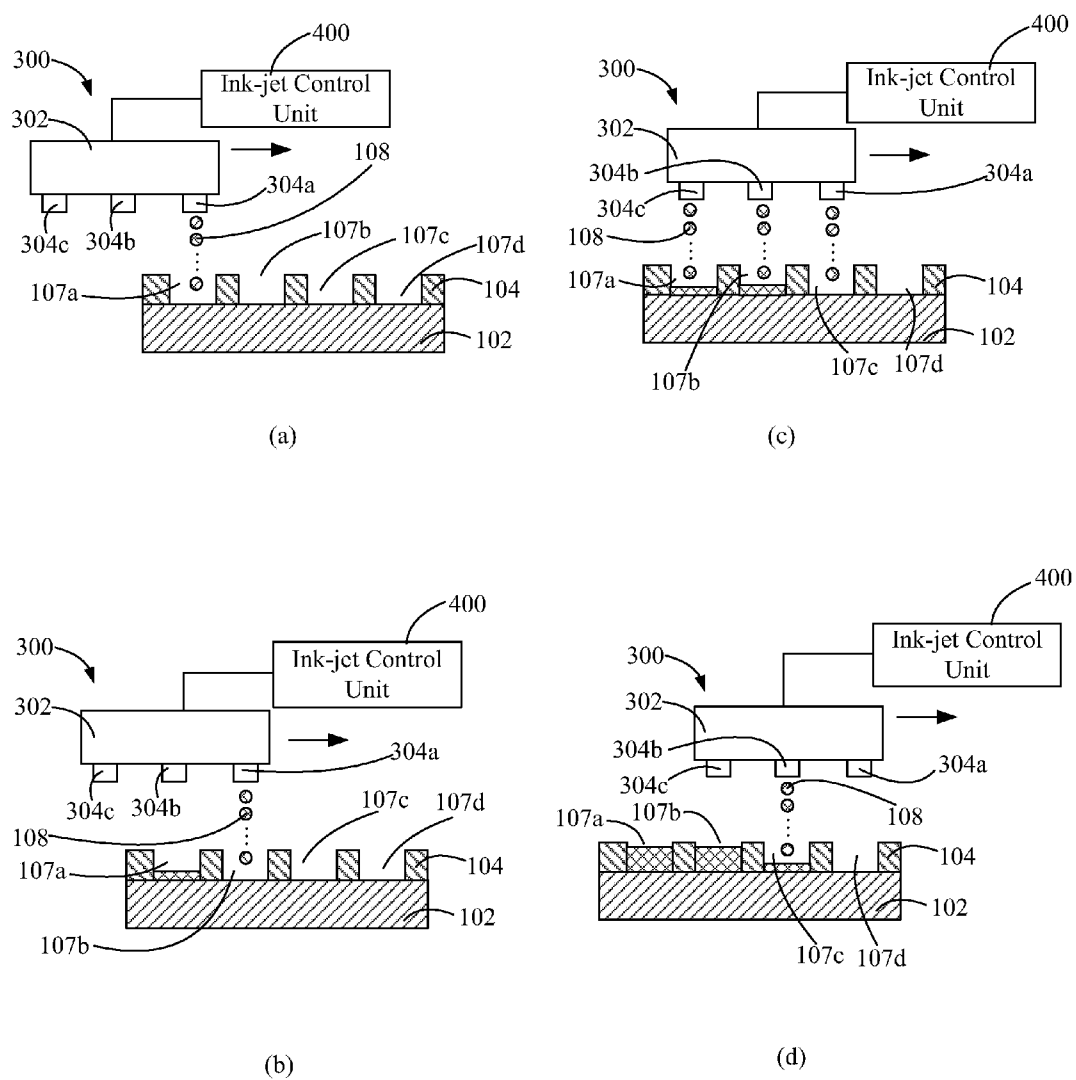 400
300
Ink-jet Control
Unit
302
108
304a
304c
304b
107b
107c
107d
107a
104
102
(a)
400
300
Ink-jet Control
Unit
302
304b
304a
304c
108
107a
104
102
107b
107c
107d
(c)
400
300
Ink-jet Control
Unit
302
304a
304c
304b
107c
107d
108
107a
104
102
107b
(b)
400
300
Ink-jet Control
Unit
302
304b
304a
304c
107b
108
107a
104
102
107c
107d
(d)